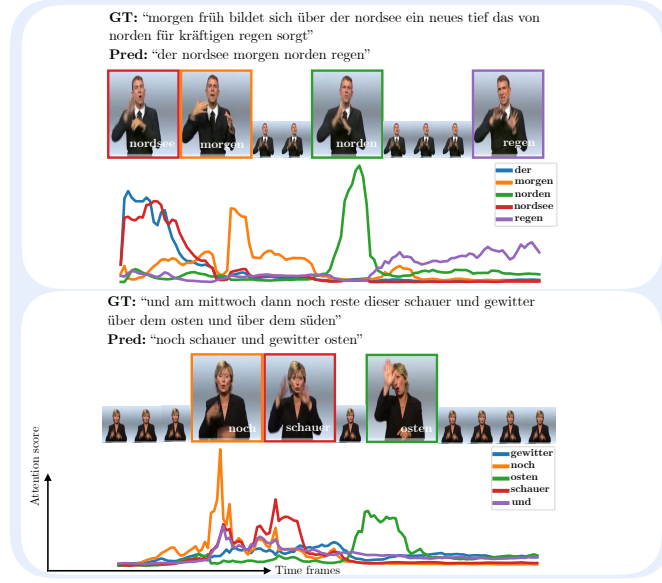 GT: “morgen früh bildet sich über der nordsee ein neues tief das von
norden für kräftigen regen sorgt”
Pred: “der nordsee morgen norden regen”
nordsee
morgen
norden
regen
der
morgen
norden
nordsee
regen
GT: “und am mittwoch dann noch reste dieser schauer und gewitter
über dem osten und über dem süden”
Pred: “noch schauer und gewitter osten”
noch
schauer
osten
gewitter
noch
osten
schauer
und
Attention score
Time frames